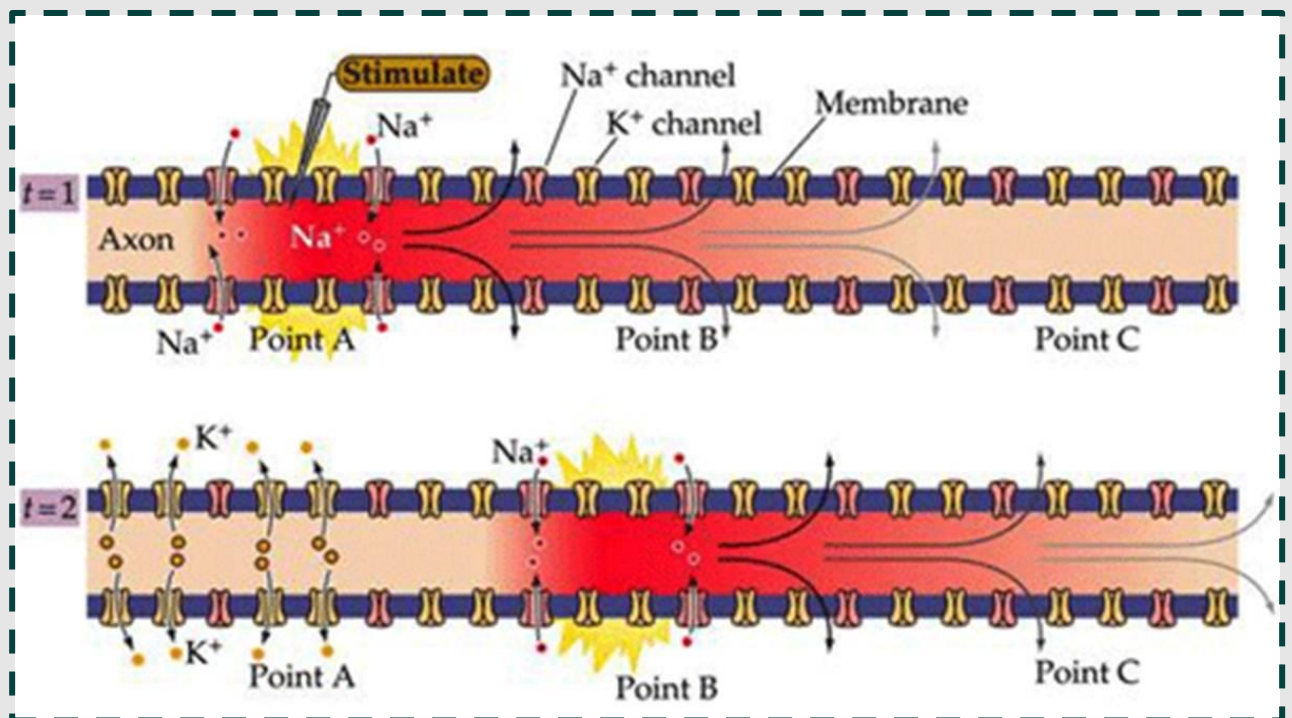 Stimulate
Na⁺ channel
K⁺ channel
Membrane
Na⁺
t=1
Axon
Na⁺
Na⁺
Point A
Point B
Point C
K⁺
Na⁺
t=2
K⁺
Point A
Point B
Point C